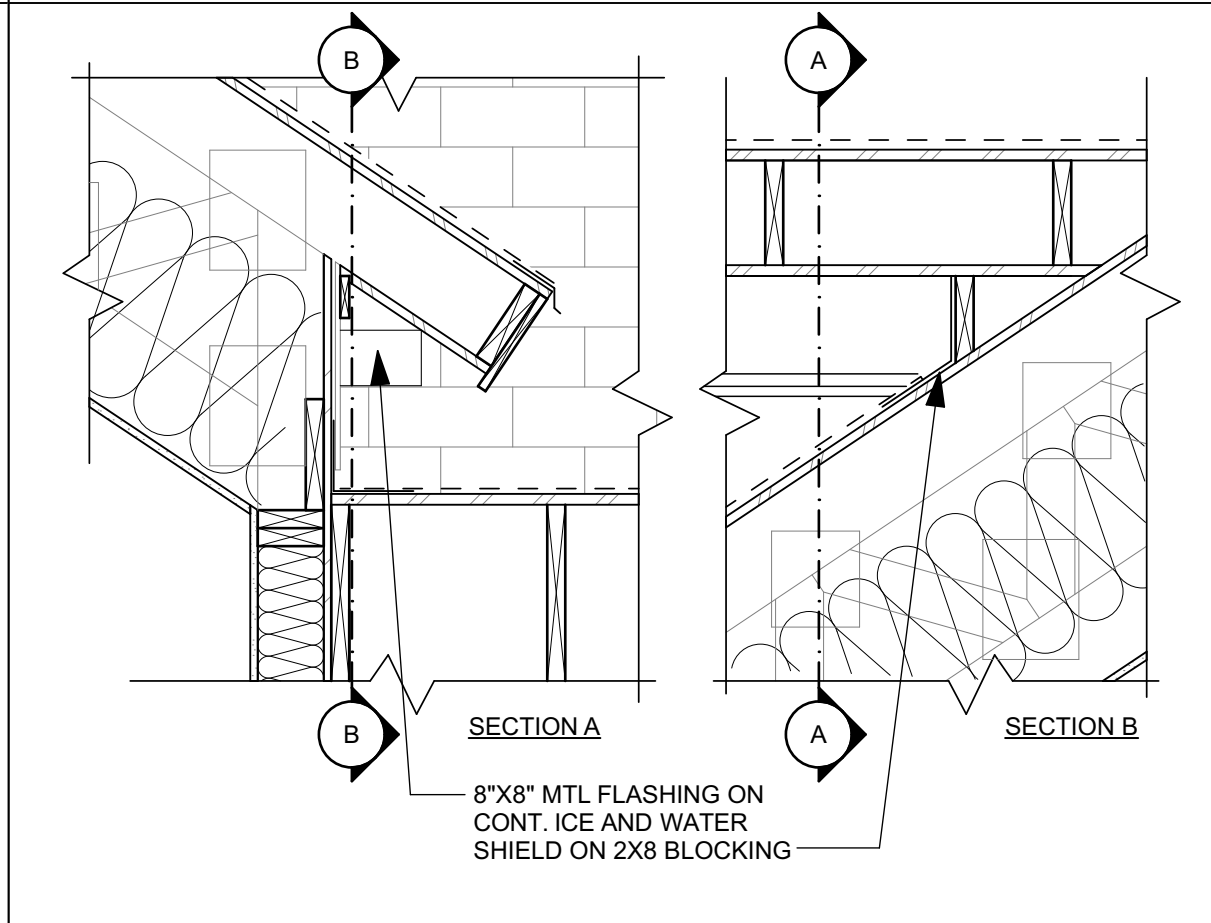 B
A
B
SECTION A
A
SECTION B
8"X8" MTL FLASHING ON
CONT. ICE AND WATER
SHIELD ON 2X8 BLOCKING